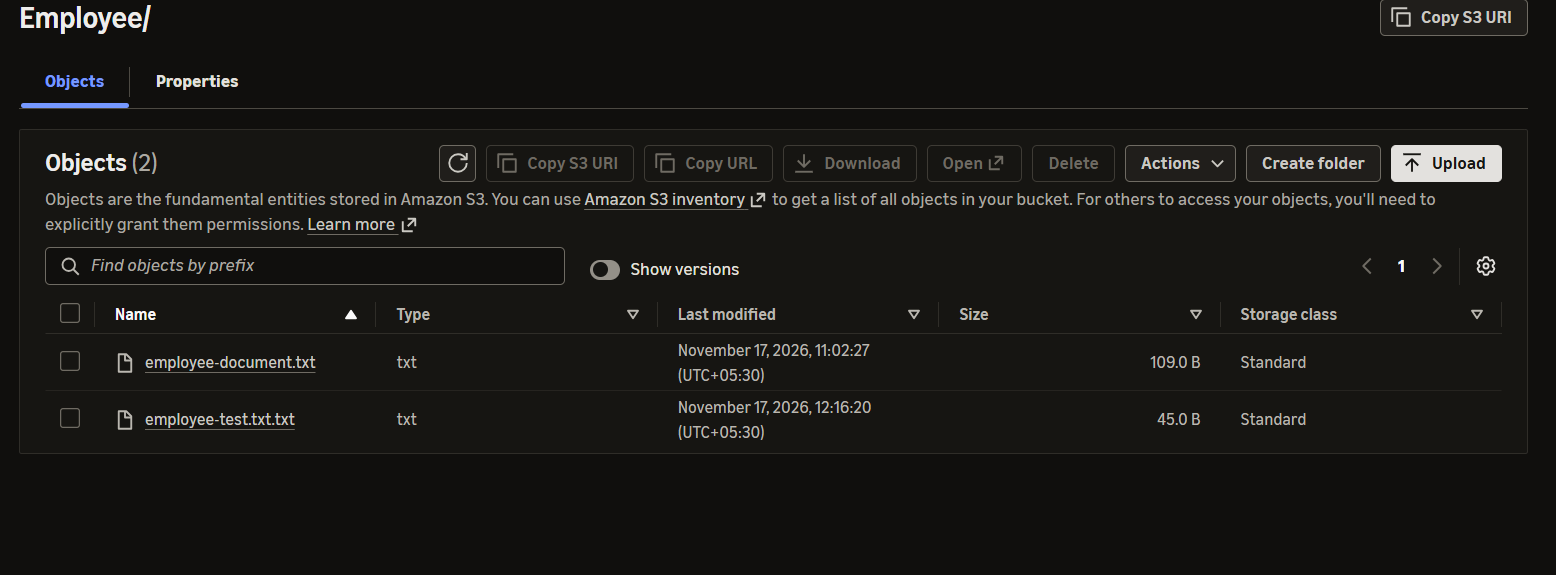 Employee/
Copy S3 URI
Objects
Properties
Objects (2)
Copy S3 URI
Copy URL
Download
Open
Delete
Actions
Create folder
Upload
Objects are the fundamental entities stored in Amazon S3. You can use Amazon S3 inventory to get a list of all objects in your bucket. For others to access your objects, you'll need to
explicitly grant them permissions. Learn more
Find objects by prefix
Show versions
1
Name
Type
Last modified
Size
Storage class
employee-document.txt
txt
November 17, 2026, 11:02:27
(UTC+05:30)
109.0 B
Standard
employee-test.txt.txt
txt
November 17, 2026, 12:16:20
(UTC+05:30)
45.0 B
Standard